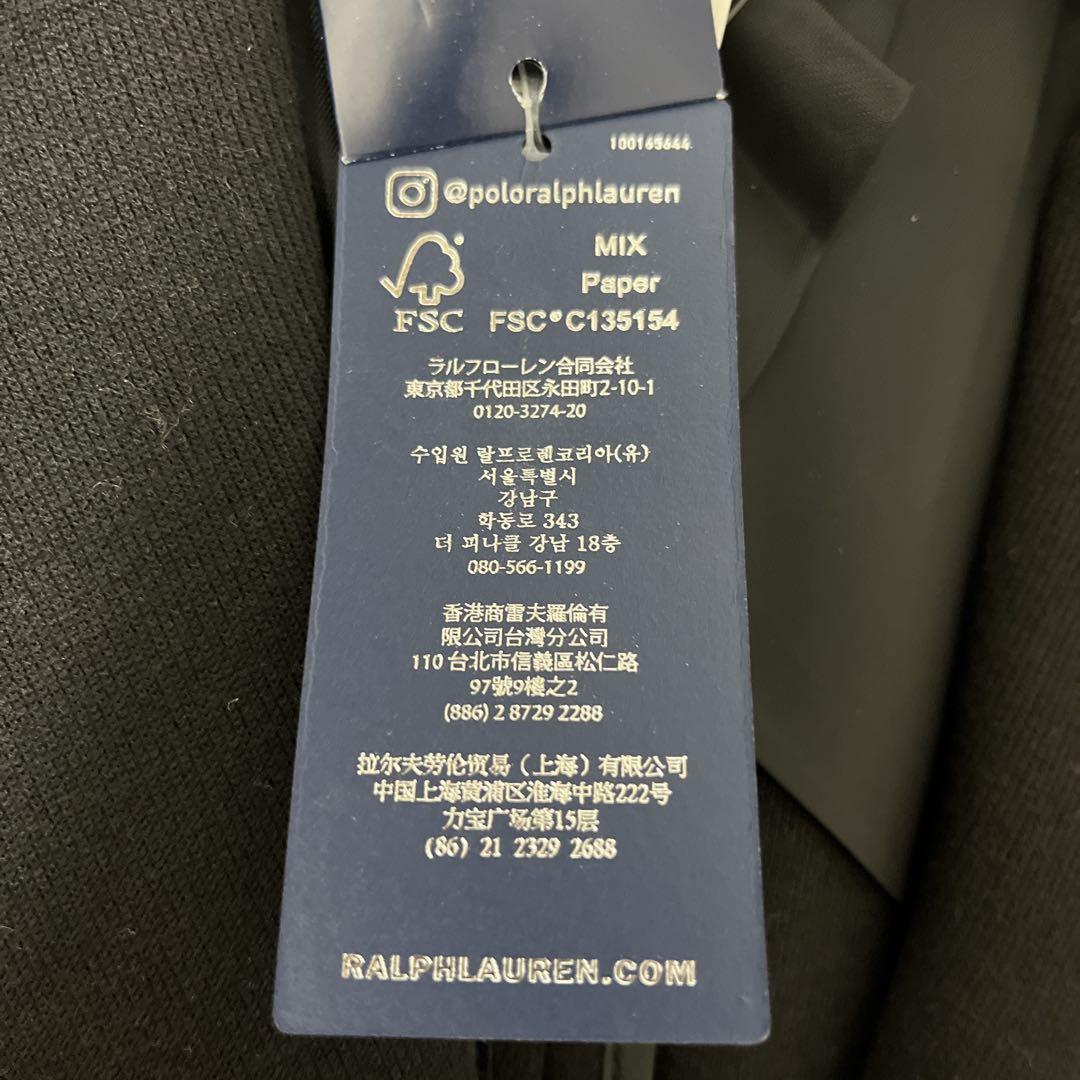 100165644
@poloralphlauren
MIX
Paper
FSC FSC® C135154
ラルフローレン合同会社
東京都千代田区永田町2-10-1
0120-3274-20
수입원 랄프로렌코리아(유)
서울특별시
강남구
학동로 343
더 피나클 강남 18층
080-566-1199
香港商雷夫羅倫有
限公司台灣分公司
110 台北市信義區松仁路
97號9樓之2
(886) 2 8729 2288
拉尔夫劳伦贸易（上海）有限公司
中国上海黄浦区淮海中路222号
力宝广场第15层
(86) 21 2329 2688
RALPHLAUREN.COM